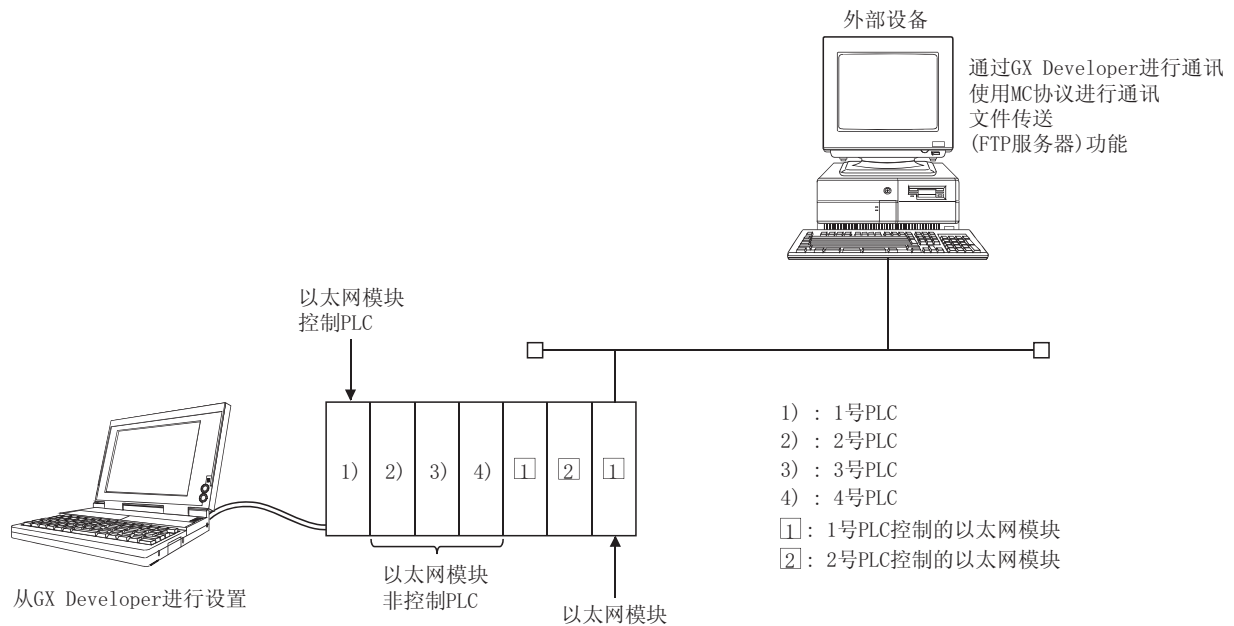 外部设备
通过GX Developer进行通讯
使用MC协议进行通讯
文件传送
(FTP服务器)功能
以太网模块
控制PLC
1)
2)
3)
4)
1
2
1
1) : 1号PLC
2) : 2号PLC
3) : 3号PLC
4) : 4号PLC
1 : 1号PLC控制的以太网模块
2 : 2号PLC控制的以太网模块
从GX Developer进行设置
以太网模块
非控制PLC
以太网模块